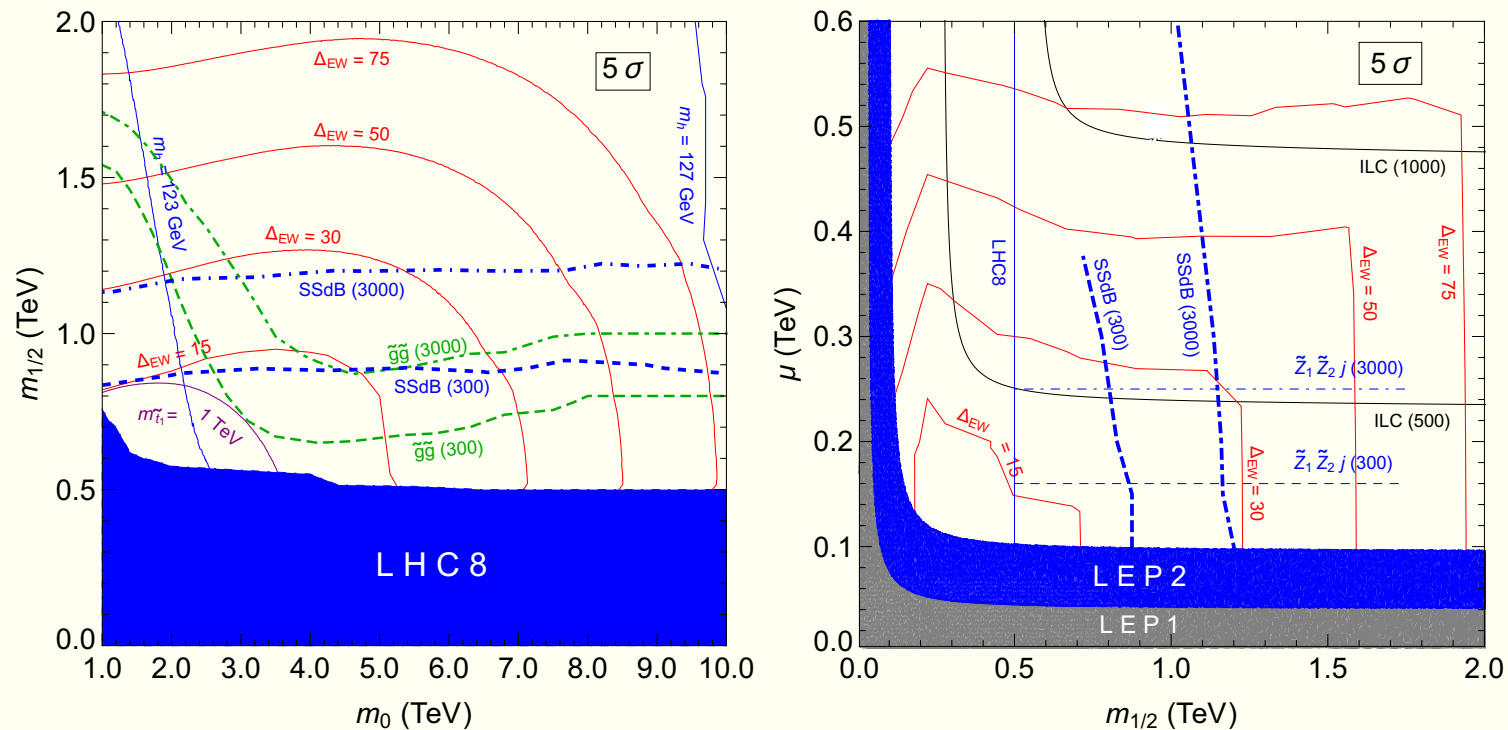 2.0
1.5
1.0
0.5
0.0
m1/2 (TeV)
5 σ
ΔEW = 75
ΔEW = 50
ΔEW = 30
ΔEW = 15
mh = 123 GeV
mh = 127 GeV
SSdB (3000)
g̃g̃ (3000)
SSdB (300)
g̃g̃ (300)
mt̃1 = 1 TeV
LHC8
1.0 2.0 3.0 4.0 5.0 6.0 7.0 8.0 9.0 10.0
m0 (TeV)
0.6
0.5
0.4
0.3
0.2
0.1
0.0
μ (TeV)
5 σ
ILC (1000)
LHC8
SSdB (300)
SSdB (3000)
ΔEW = 50
ΔEW = 75
Z̃1 Z̃2 j (3000)
ILC (500)
ΔEW = 15
Z̃1 Z̃2 j (300)
ΔEW = 30
LEP2
LEP1
0.0 0.5 1.0 1.5 2.0
m1/2 (TeV)